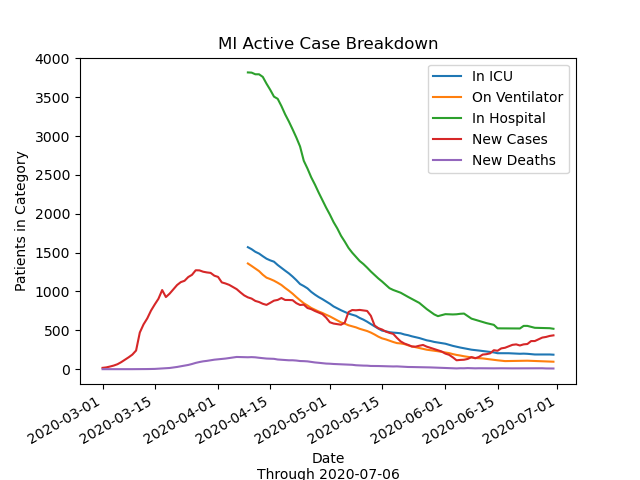 MI Active Case Breakdown
4000
3500
3000
2500
2000
1500
1000
500
0
Patients in Category
In ICU
On Ventilator
In Hospital
New Cases
New Deaths
2020-03-01
2020-03-15
2020-04-01
2020-04-15
2020-05-01
2020-05-15
2020-06-01
2020-06-15
2020-07-01
Date
Through 2020-07-06